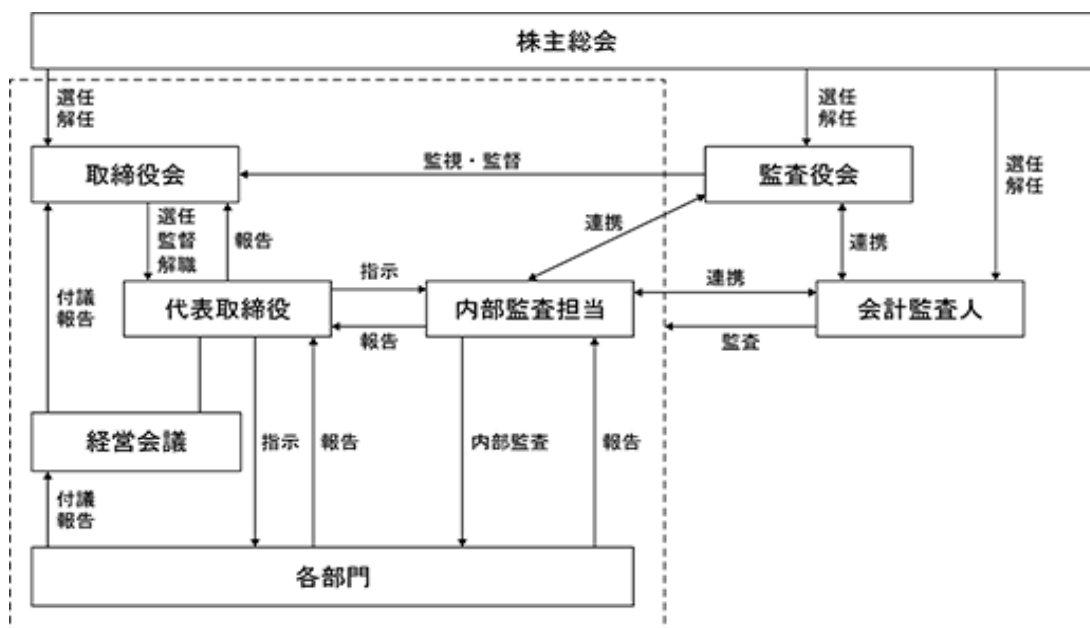 株主総会
選任
解任
選任
解任
選任
解任
取締役会
監視・監督
監査役会
選任
監督
解職
報告
連携
連携
付議
報告
指示
連携
代表取締役
内部監査担当
会計監査人
報告
監査
経営会議
指示
報告
内部監査
報告
付議
報告
各部門